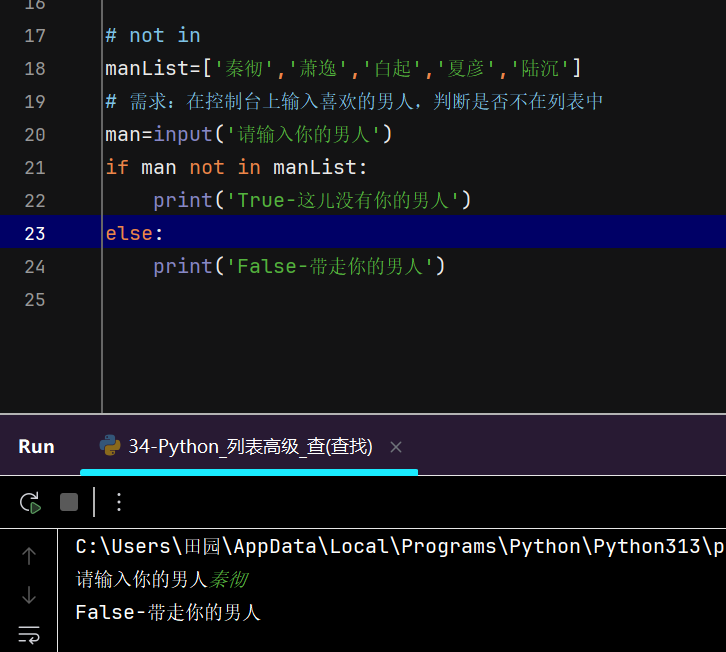 16
17 # not in
18 manList=['秦彻','萧逸','白起','夏彦','陆沉']
19 # 需求：在控制台上输入喜欢的男人，判断是否不在列表中
20 man=input('请输入你的男人')
21 if man not in manList:
22     print('True-这儿没有你的男人')
23 else:
24     print('False-带走你的男人')
25
Run 34-Python_列表高级_查(查找)
C:\Users\田园\AppData\Local\Programs\Python\Python313\p
请输入你的男人秦彻
False-带走你的男人